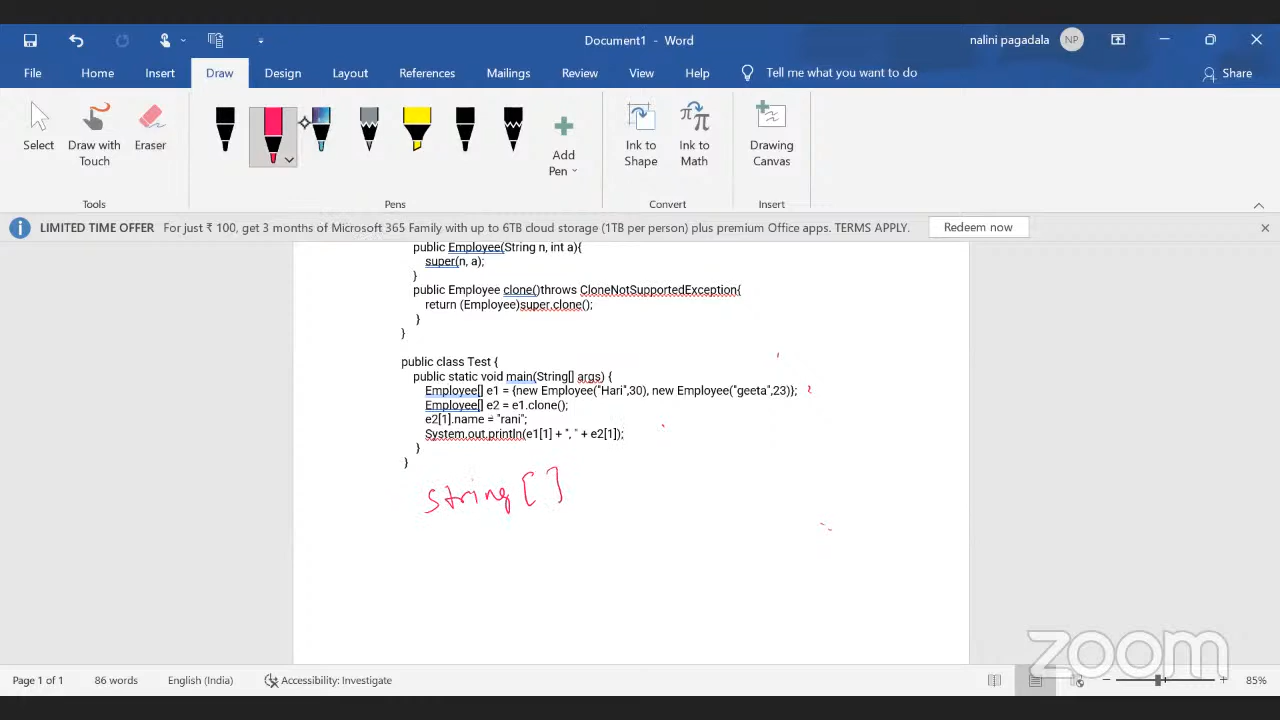 Document1 - Word
nalini pagadala NP
File Home Insert Draw Design Layout References Mailings Review View Help Tell me what you want to do Share
Select Draw with Touch Eraser Add Pen Ink to Shape Ink to Math Drawing Canvas
Tools Pens Convert Insert
LIMITED TIME OFFER For just ₹ 100, get 3 months of Microsoft 365 Family with up to 6TB cloud storage (1TB per person) plus premium Office apps. TERMS APPLY. Redeem now
public Employee(String n, int a){
super(n, a);
}
public Employee clone()throws CloneNotSupportedException{
return (Employee)super.clone();
}
}
public class Test {
public static void main(String[] args) {
Employee[] e1 = {new Employee("Hari",30), new Employee("geeta",23)};
Employee[] e2 = e1.clone();
e2[1].name = "rani";
System.out.println(e1[1] + ", " + e2[1]);
}
}
String [ ]
zoom
Page 1 of 1 86 words English (India) Accessibility: Investigate 85%